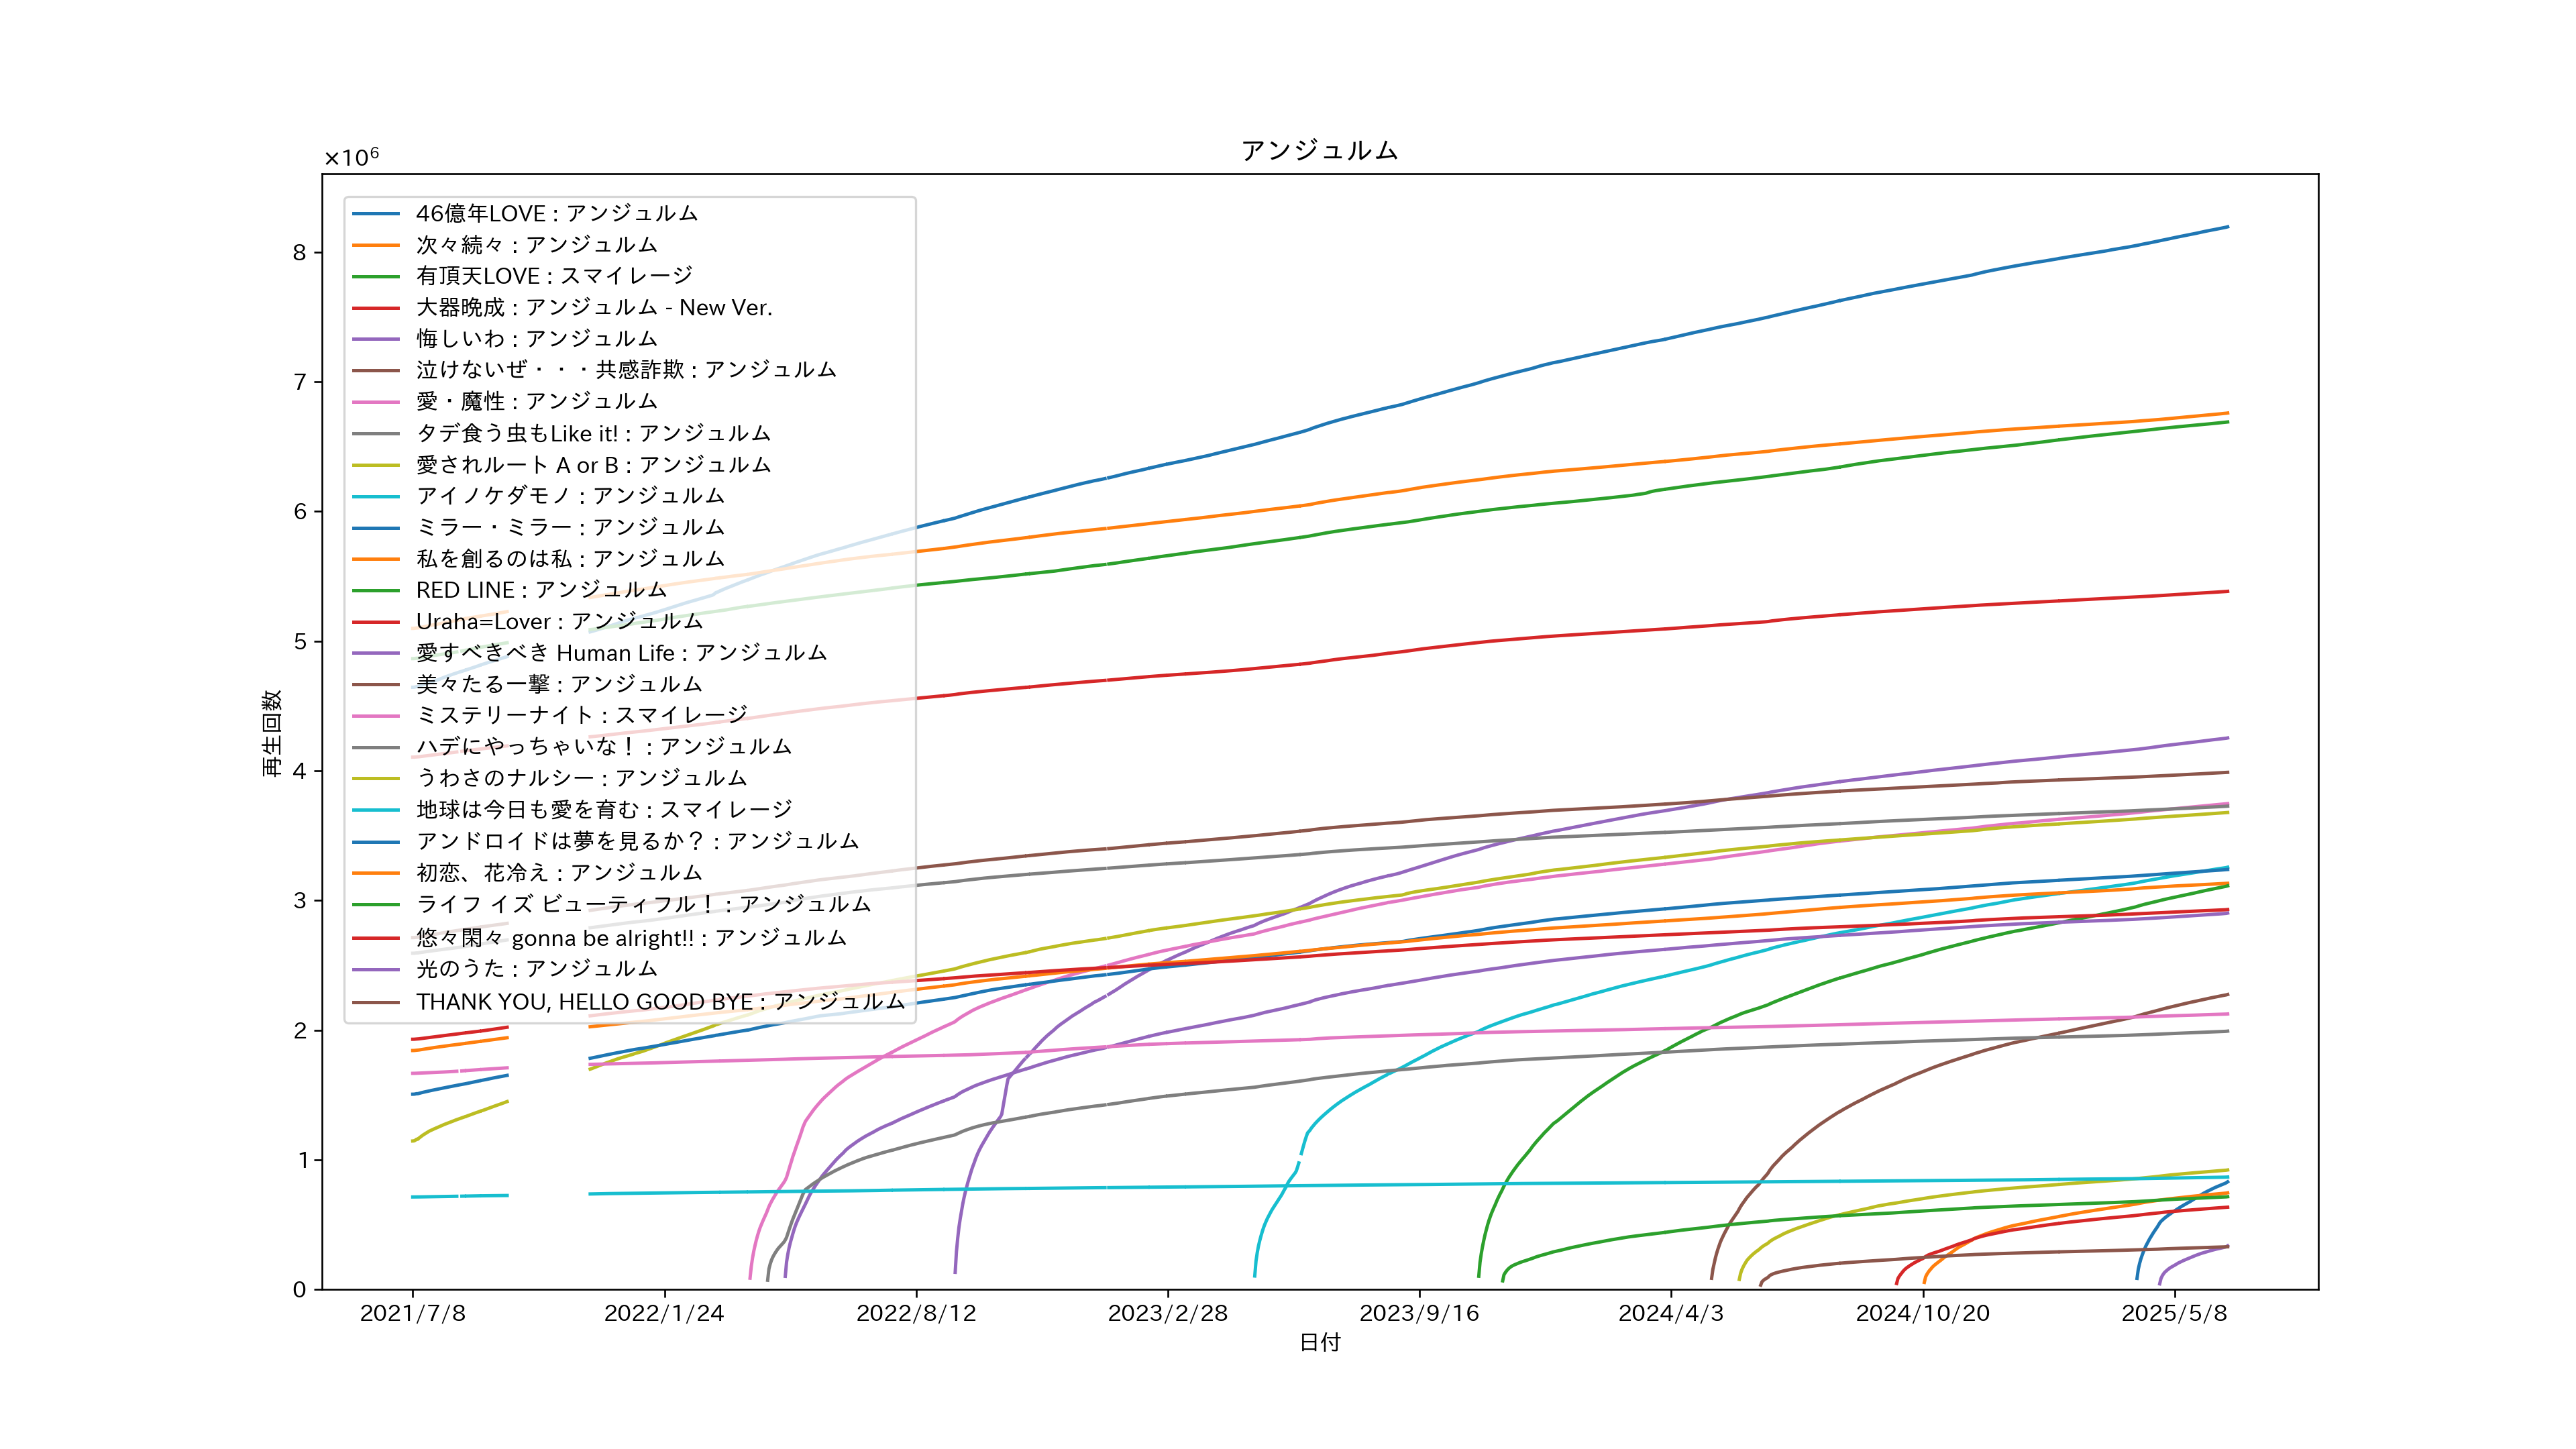 アンジュルム
×10⁶
46億年LOVE : アンジュルム
次々続々 : アンジュルム
有頂天LOVE : スマイレージ
大器晩成 : アンジュルム - New Ver.
悔しいわ : アンジュルム
泣けないぜ・・・共感詐欺 : アンジュルム
愛・魔性 : アンジュルム
タデ食う虫もLike it! : アンジュルム
愛されルート A or B : アンジュルム
アイノケダモノ : アンジュルム
ミラー・ミラー : アンジュルム
私を創るのは私 : アンジュルム
RED LINE : アンジュルム
Uraha=Lover : アンジュルム
愛すべきべき Human Life : アンジュルム
美々たる一撃 : アンジュルム
ミステリーナイト : スマイレージ
ハデにやっちゃいな！ : アンジュルム
うわさのナルシー : アンジュルム
地球は今日も愛を育む : スマイレージ
アンドロイドは夢を見るか？ : アンジュルム
初恋、花冷え : アンジュルム
ライフ イズ ビューティフル！ : アンジュルム
悠々閑々 gonna be alright!! : アンジュルム
光のうた : アンジュルム
THANK YOU, HELLO GOOD BYE : アンジュルム
8
7
6
5
4
3
2
1
0
再生回数
2021/7/8
2022/1/24
2022/8/12
2023/2/28
2023/9/16
2024/4/3
2024/10/20
2025/5/8
日付